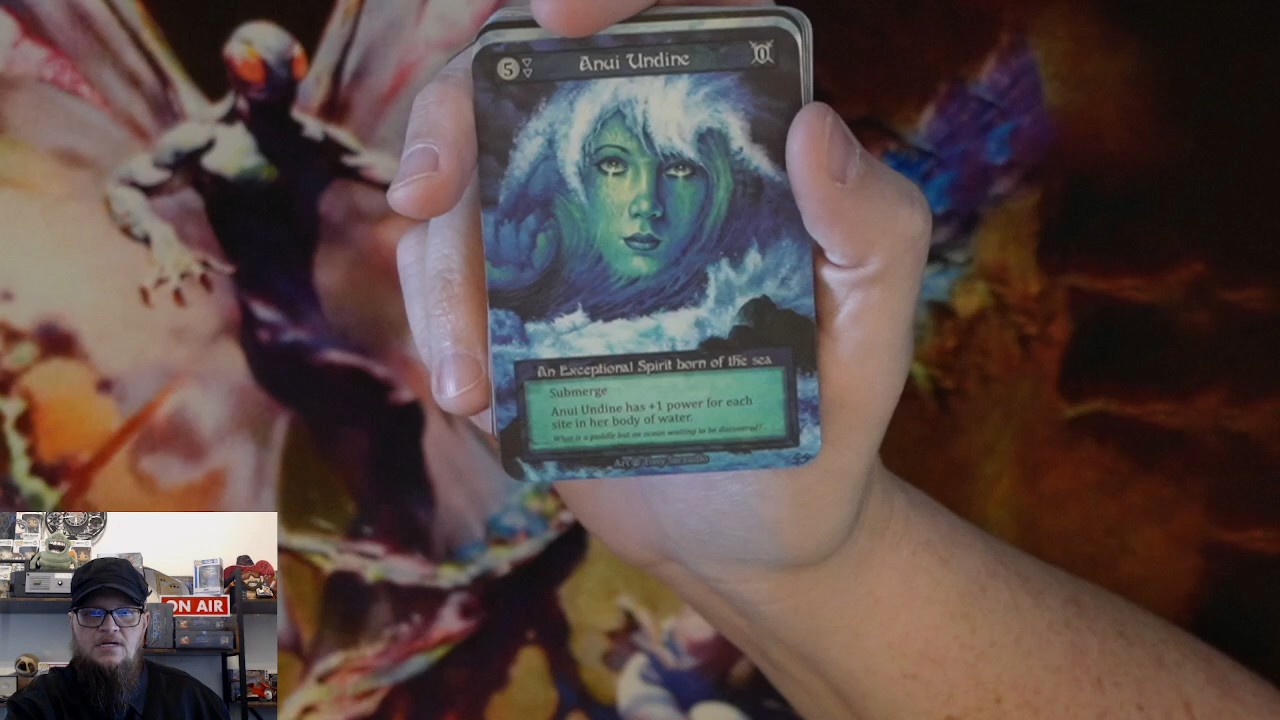 5 Anui Undine 0
An Exceptional Spirit born of the sea
Submerge
Anui Undine has +1 power for each
site in her body of water.
What is a puddle but an ocean waiting to be discovered?
ON AIR